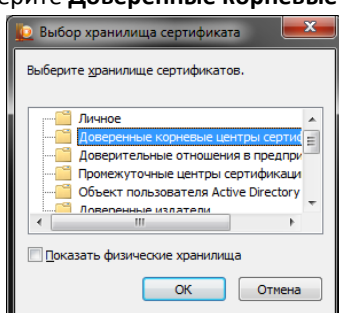 ерите Доверенные корневые
Выбор хранилища сертификата
Выберите хранилище сертификатов.
Личное
Доверенные корневые центры сертис
Доверительные отношения в предпри
Промежуточные центры сертификаци
Объект пользователя Active Directory
Доверенные издатели
Показать физические хранилища
ОК Отмена